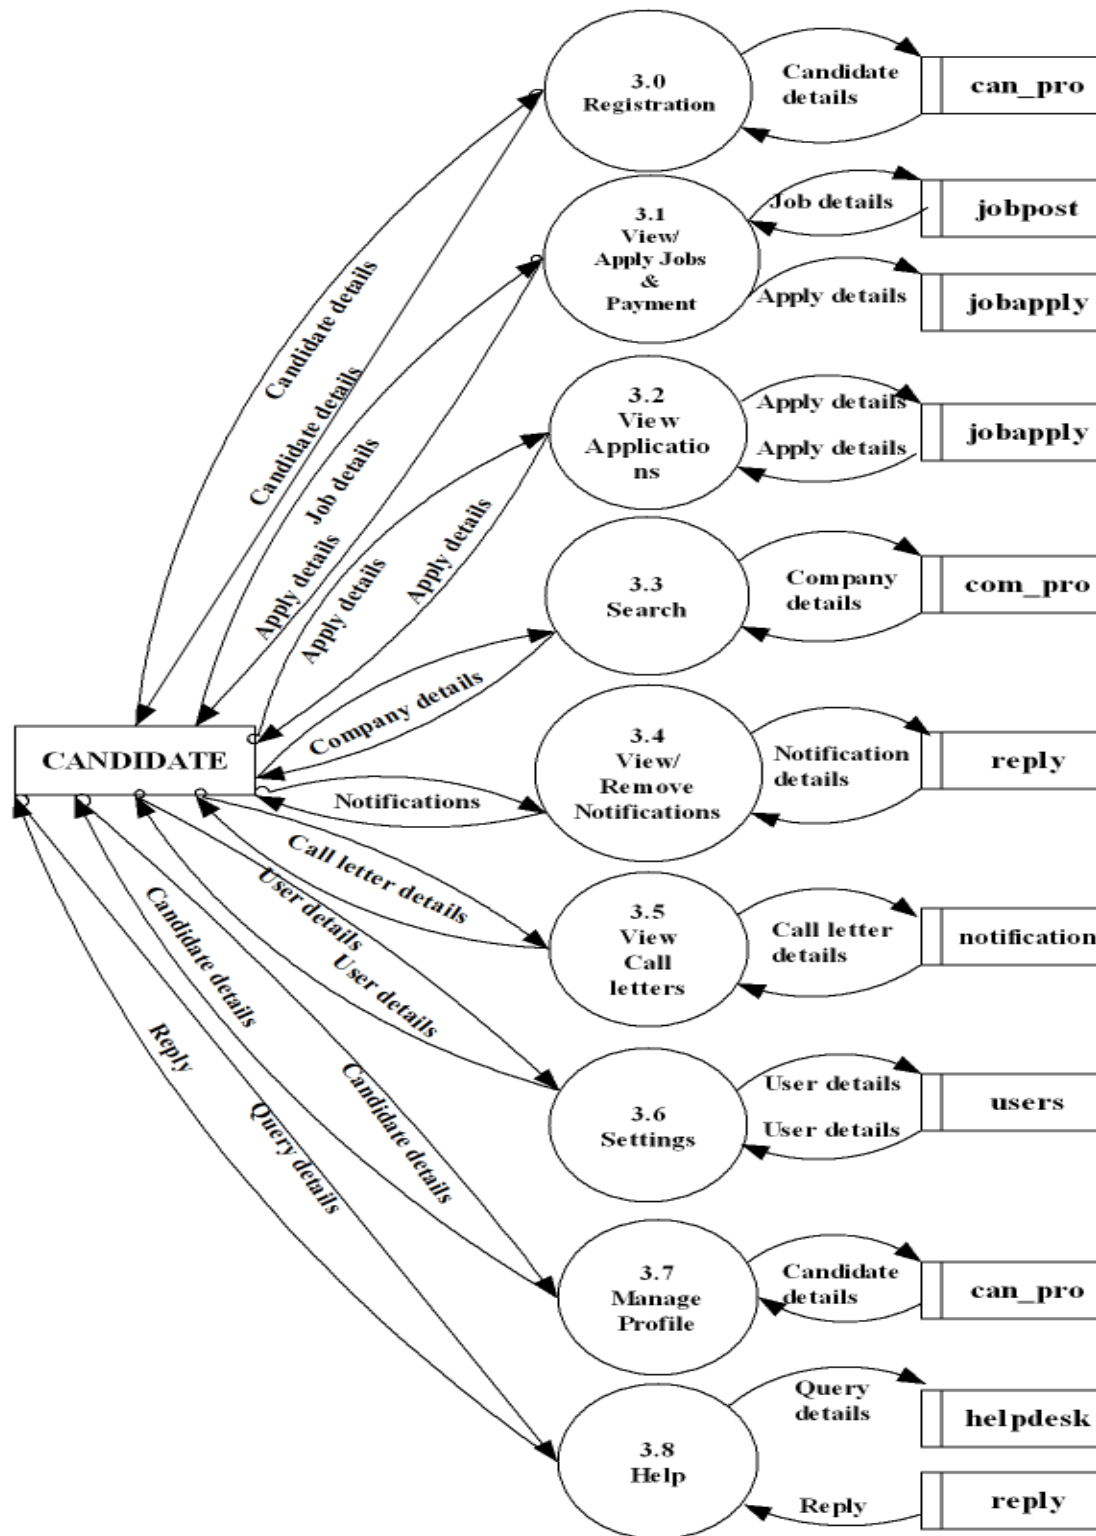 3.0
Registration
Candidate
details
can_pro
3.1
View/
Apply Jobs
&
Payment
Job details
jobpost
Apply details
jobapply
3.2
View
Applicatio
ns
Apply details
Apply details
jobapply
3.3
Search
Company
details
com_pro
3.4
View/
Remove
Notifications
Notification
details
reply
3.5
View
Call
letters
Call letter
details
notification
3.6
Settings
User details
User details
users
3.7
Manage
Profile
Candidate
details
can_pro
3.8
Help
Query
details
helpdesk
Reply
reply
CANDIDATE
Candidate details
Candidate details
Job details
Apply details
Apply details
Apply details
Company details
Notifications
Call letter details
User details
User details
Candidate details
Candidate details
Reply
Query details